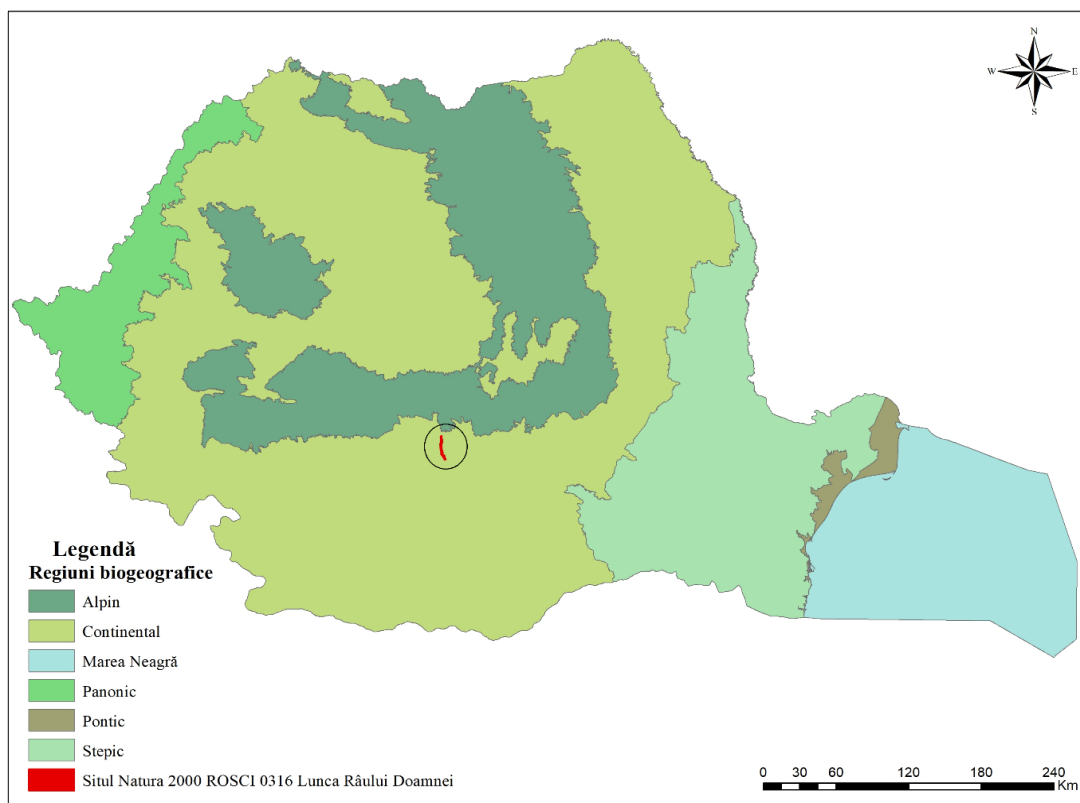 N
W E
S
Legendă
Regiuni biogeografice
Alpin
Continental
Marea Neagră
Panonic
Pontic
Stepic
Situl Natura 2000 ROSCI 0316 Lunca Râului Doamnei
0 30 60 120 180 240
Km